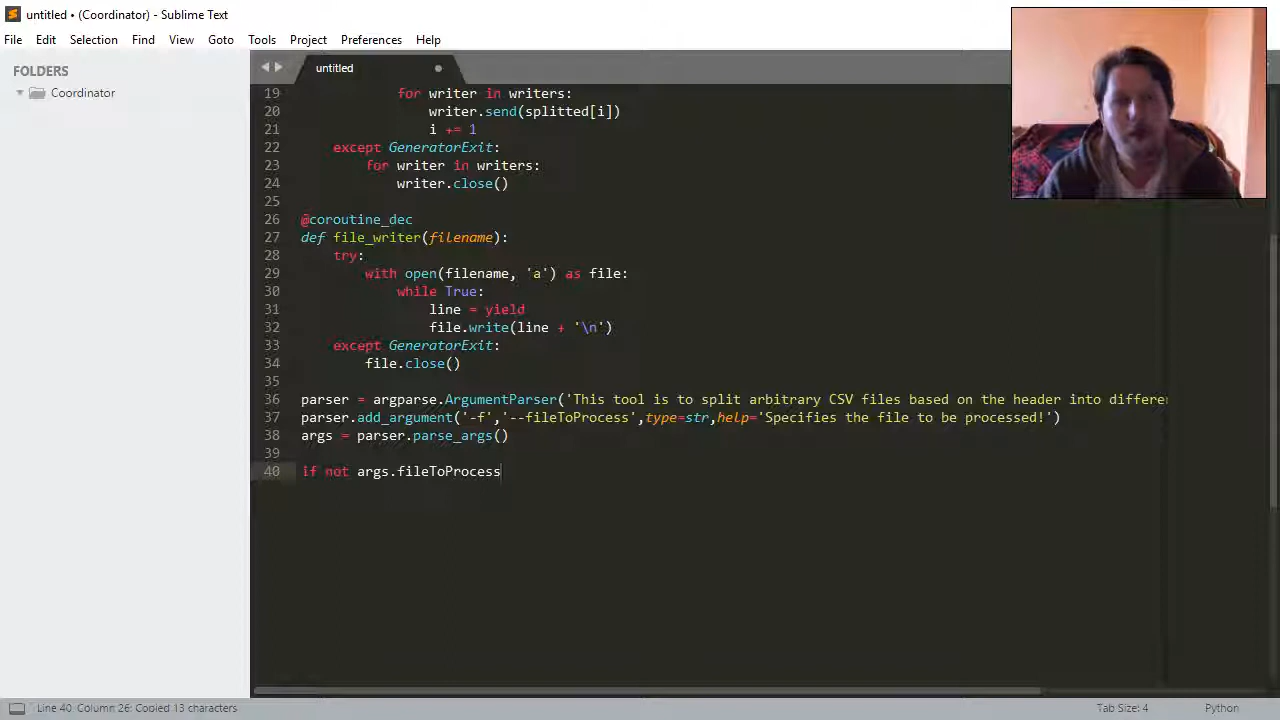 untitled • (Coordinator) - Sublime Text
File Edit Selection Find View Goto Tools Project Preferences Help
FOLDERS
Coordinator
untitled
19 for writer in writers:
20 writer.send(splitted[i])
21 i += 1
22 except GeneratorExit:
23 for writer in writers:
24 writer.close()
25
26 @coroutine_dec
27 def file_writer(filename):
28 try:
29 with open(filename, 'a') as file:
30 while True:
31 line = yield
32 file.write(line + '\n')
33 except GeneratorExit:
34 file.close()
35
36 parser = argparse.ArgumentParser('This tool is to split arbitrary CSV files based on the header into differen
37 parser.add_argument('-f','--fileToProcess',type=str,help='Specifies the file to be processed!')
38 args = parser.parse_args()
39
40 if not args.fileToProcess
Line 40, Column 26; Copied 13 characters
Tab Size: 4
Python